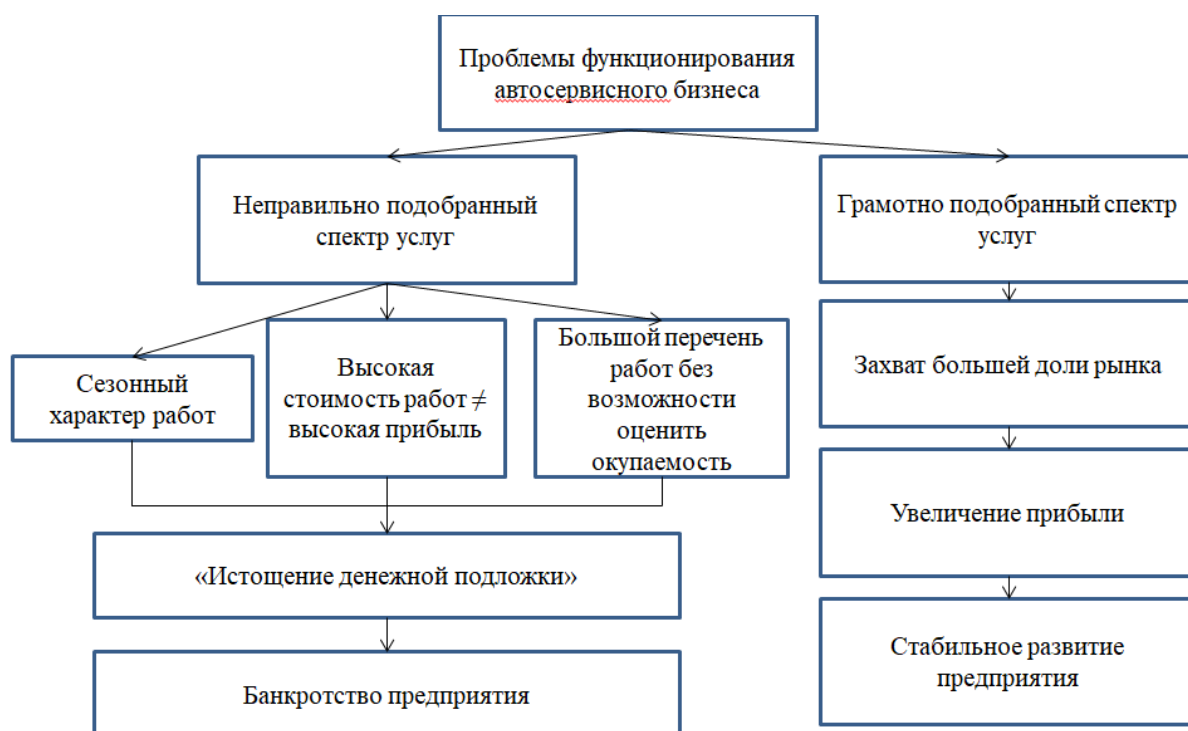 Проблемы функционирования
автосервисного бизнеса
Неправильно подобранный
спектр услуг
Грамотно подобранный спектр
услуг
Сезонный
характер работ
Высокая
стоимость работ ≠
высокая прибыль
Большой перечень
работ без
возможности
оценить
окупаемость
Захват большей доли рынка
Увеличение прибыли
«Истощение денежной подложки»
Стабильное развитие
предприятия
Банкротство предприятия